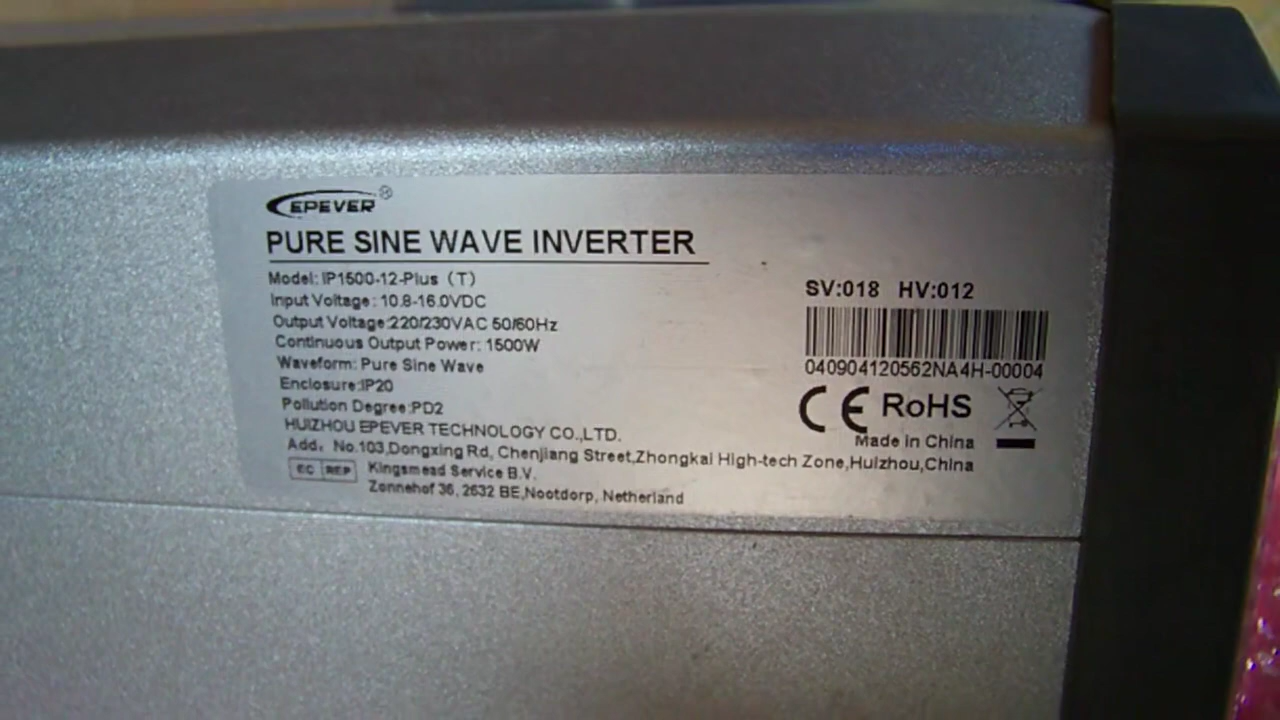 EPEVER®
PURE SINE WAVE INVERTER
Model: IP1500-12-Plus (T)
Input Voltage: 10.8-16.0VDC
Output Voltage:220/230VAC 50/60Hz
Continuous Output Power: 1500W
Waveform: Pure Sine Wave
Enclosure:IP20
Pollution Degree:PD2
HUIZHOU EPEVER TECHNOLOGY CO.,LTD.
Add. No.103,Dongxing Rd, Chenjiang Street,Zhongkai High-tech Zone,Huizhou,China
EC REP Kingsmead Service B.V.
Zonnehof 36, 2632 BE,Nootdorp, Netherland
SV:018 HV:012
040904120562NA4H-00004
CE RoHS
Made in China